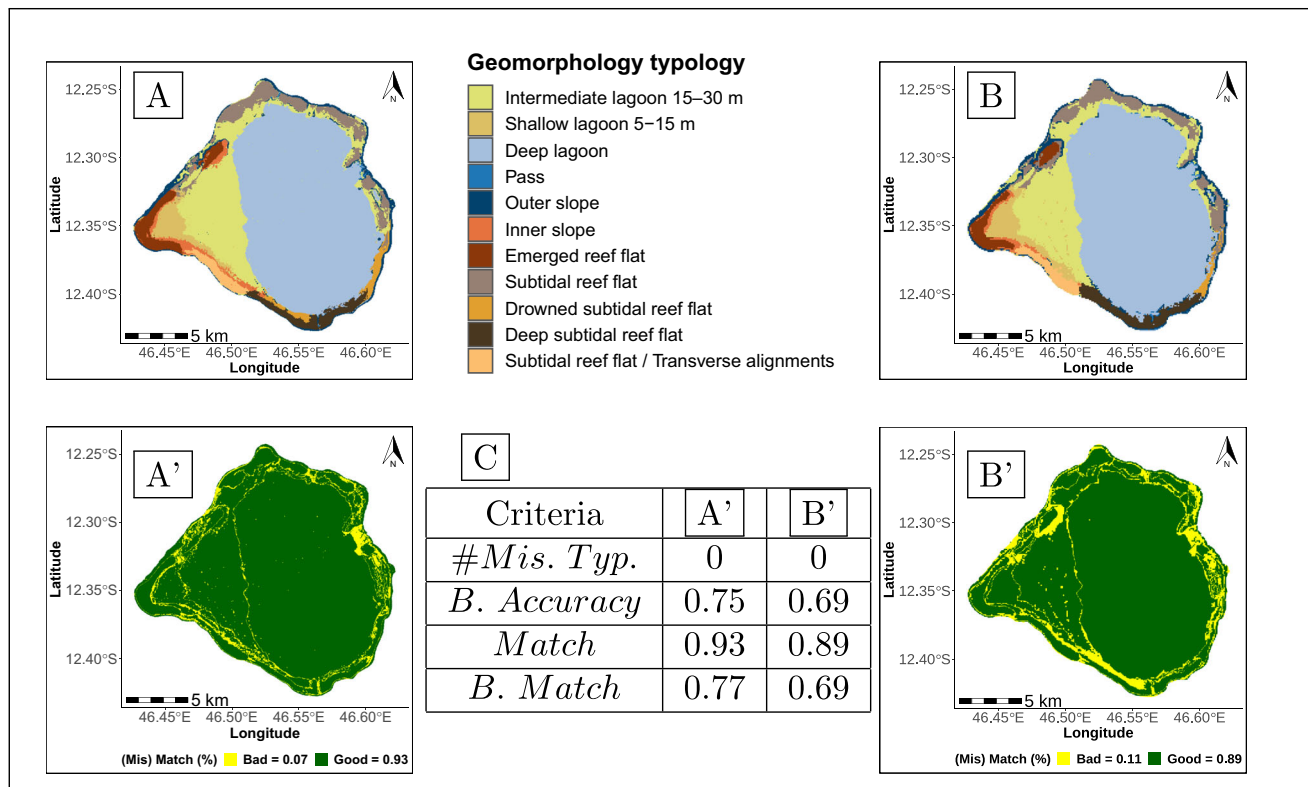 A
12.25°S
12.30°S
12.35°S
12.40°S
Latitude
N
5 km
46.45°E 46.50°E 46.55°E 46.60°E
Longitude
Geomorphology typology
Intermediate lagoon 15–30 m
Shallow lagoon 5−15 m
Deep lagoon
Pass
Outer slope
Inner slope
Emerged reef flat
Subtidal reef flat
Drowned subtidal reef flat
Deep subtidal reef flat
Subtidal reef flat / Transverse alignments
B
12.25°S
12.30°S
12.35°S
12.40°S
Latitude
N
5 km
46.45°E 46.50°E 46.55°E 46.60°E
Longitude
A'
12.25°S
12.30°S
12.35°S
12.40°S
Latitude
N
5 km
46.45°E 46.50°E 46.55°E 46.60°E
Longitude
(Mis) Match (%) Bad = 0.07 Good = 0.93
C
Criteria A' B'
#Mis. Typ. 0 0
B. Accuracy 0.75 0.69
Match 0.93 0.89
B. Match 0.77 0.69
B'
12.25°S
12.30°S
12.35°S
12.40°S
Latitude
N
5 km
46.45°E 46.50°E 46.55°E 46.60°E
Longitude
(Mis) Match (%) Bad = 0.11 Good = 0.89